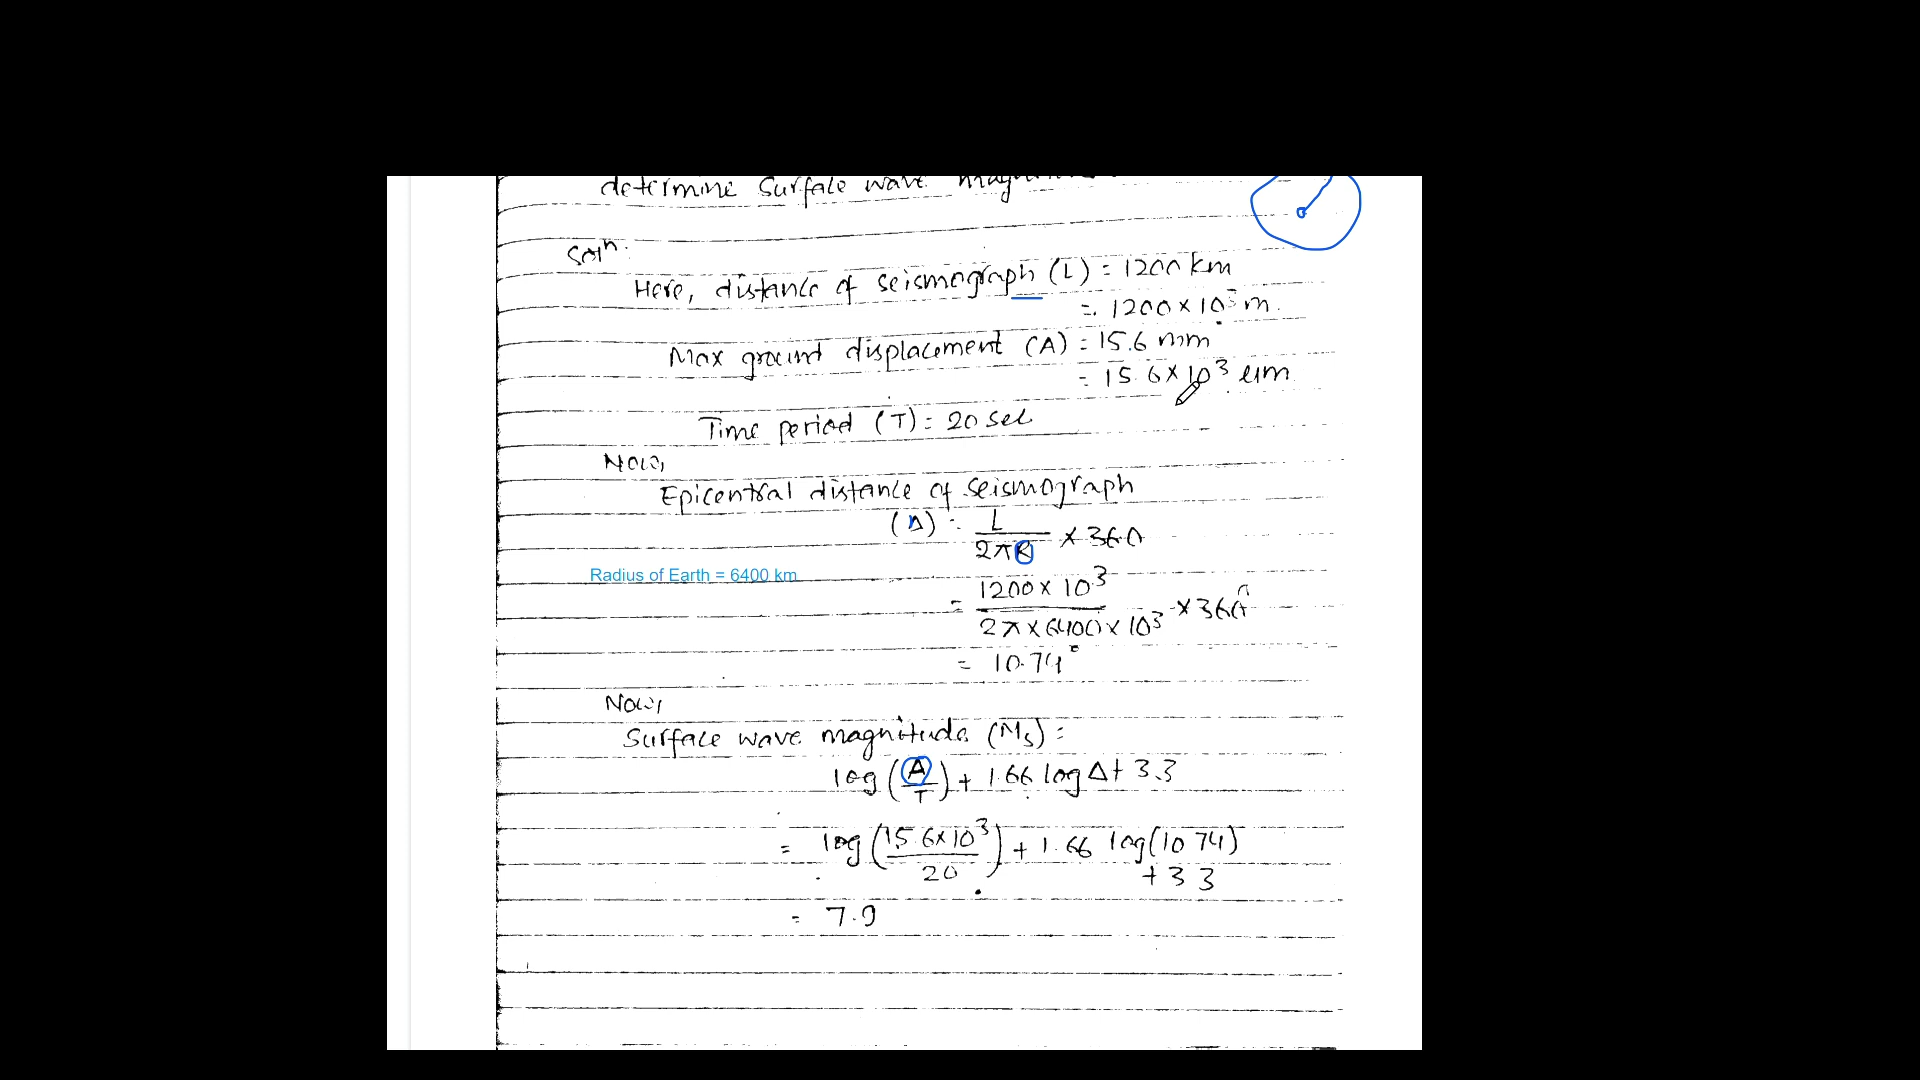 determine Surface wave
Solⁿ:
Here, distance of seismograph (L) = 1200 km
= 1200 × 10³ m.
Max ground displacement (A) = 15.6 mm
= 15.6 × 10³ um
Time period (T) = 20 sec
Now,
Epicentral distance of seismograph
(Δ) = L / 2πR × 360
Radius of Earth = 6400 km
= 1200 × 10³ / 2π × 6400 × 10³ × 360
= 10.74°
Now,
Surface wave magnitude (Ms) =
log (A/T) + 1.66 log Δ + 3.3
= log (15.6 × 10³ / 20) + 1.66 log (10.74)
+ 3.3
= 7.9